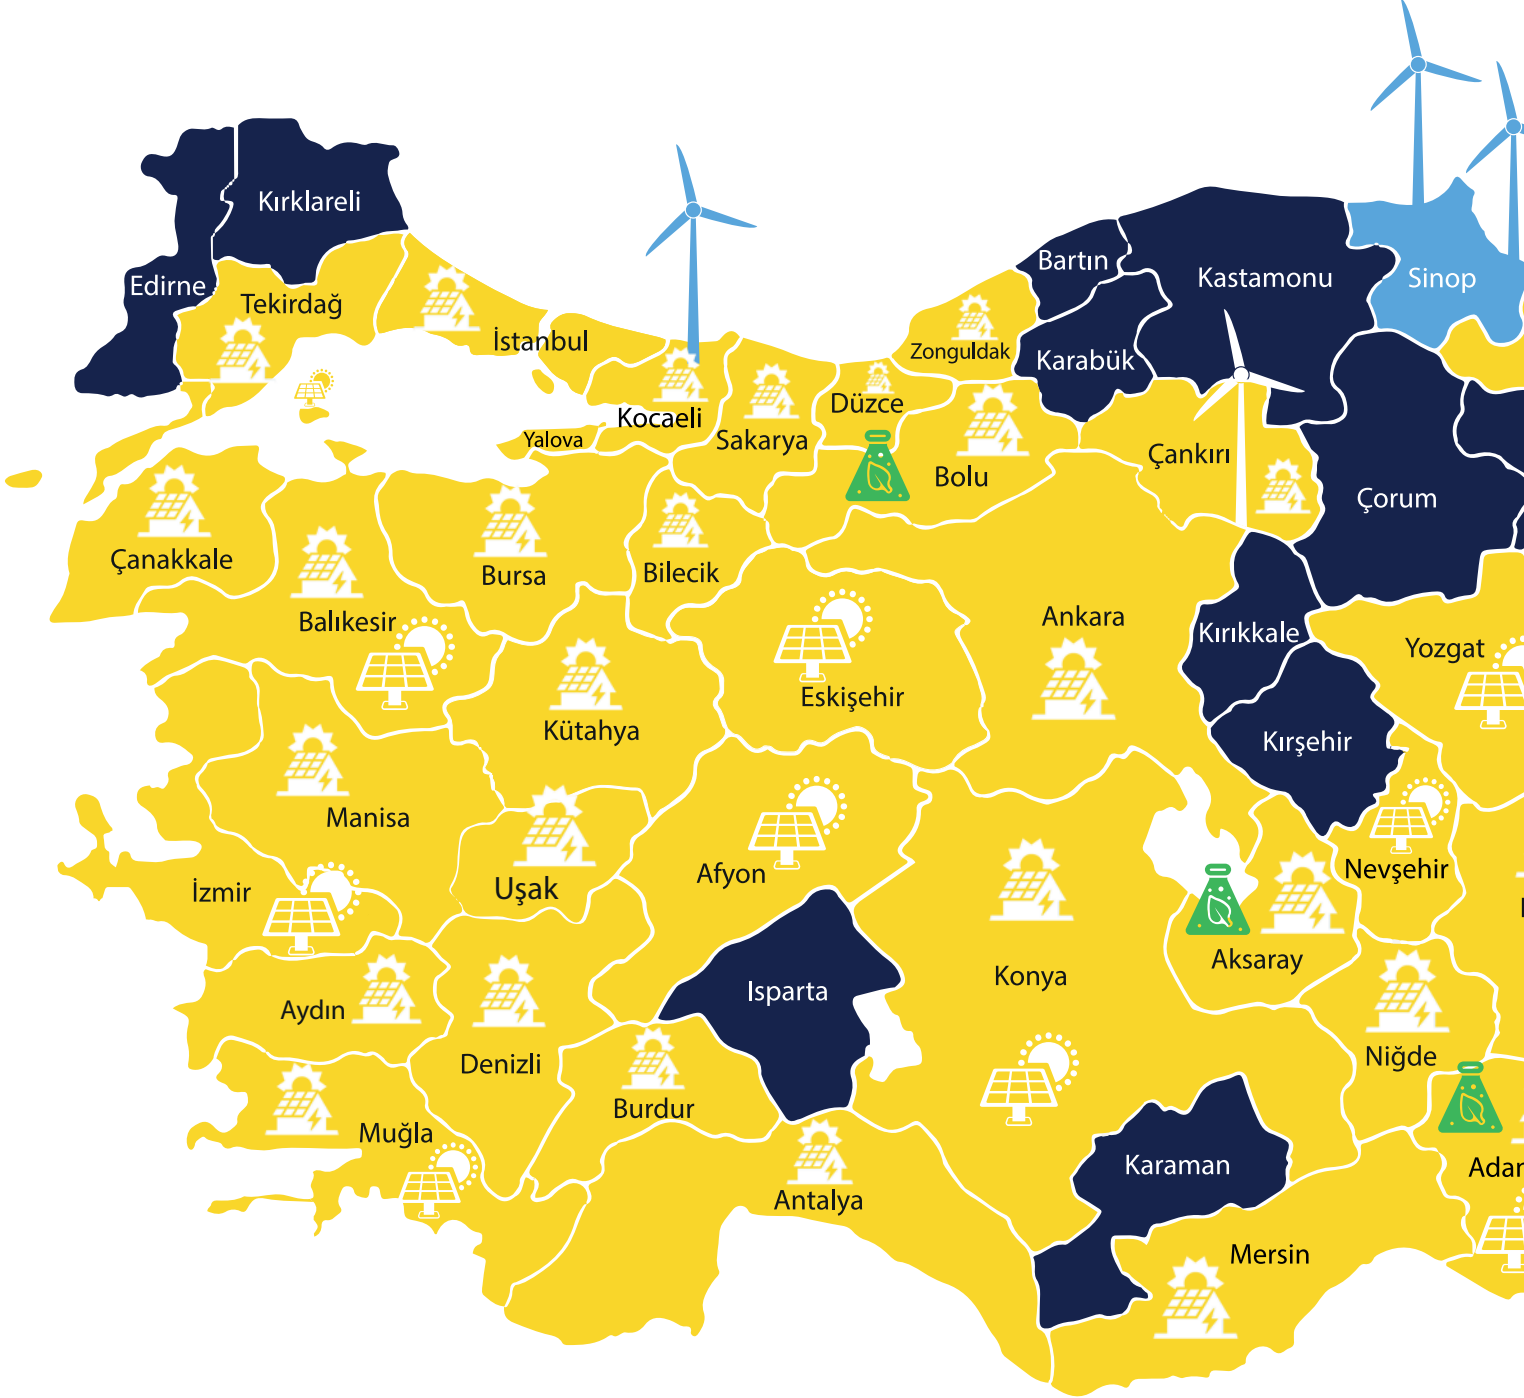 Kırklareli
Edirne
Tekirdağ
İstanbul
Kocaeli
Yalova
Sakarya
Düzce
Bolu
Zonguldak
Bartın
Karabük
Kastamonu
Sinop
Çankırı
Çorum
Çanakkale
Balıkesir
Bursa
Bilecik
Eskişehir
Ankara
Kırıkkale
Yozgat
Kütahya
Kırşehir
Manisa
Uşak
Afyon
Nevşehir
İzmir
Isparta
Konya
Aksaray
Aydın
Denizli
Burdur
Niğde
Muğla
Antalya
Karaman
Adar
Mersin